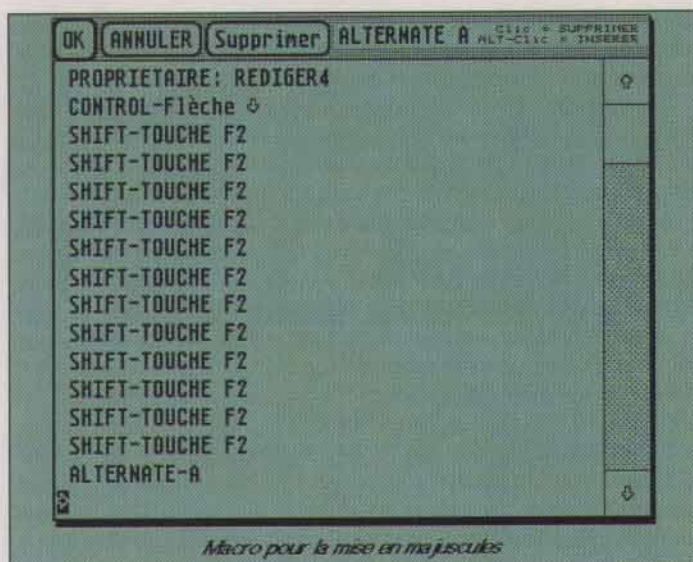 OK ANNULER Supprimer ALTERNATE A Clic = SUPPRIMER
ALT-Clic = INSERER
PROPRIETAIRE: REDIGER4
CONTROL-Flèche ⇩
SHIFT-TOUCHE F2
SHIFT-TOUCHE F2
SHIFT-TOUCHE F2
SHIFT-TOUCHE F2
SHIFT-TOUCHE F2
SHIFT-TOUCHE F2
SHIFT-TOUCHE F2
SHIFT-TOUCHE F2
SHIFT-TOUCHE F2
SHIFT-TOUCHE F2
SHIFT-TOUCHE F2
SHIFT-TOUCHE F2
ALTERNATE-A
Macro pour la mise en majuscules